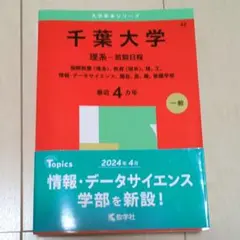 大学赤本シリーズ
千葉大学
理系－前期日程
国際教養〈理系〉、教育〈理系〉、理、工、
情報・データサイエンス、園芸、医、薬、看護学部
最近4カ年
一般
Topics
2024年4月
情報・データサイエンス
学部を新設！
教学社